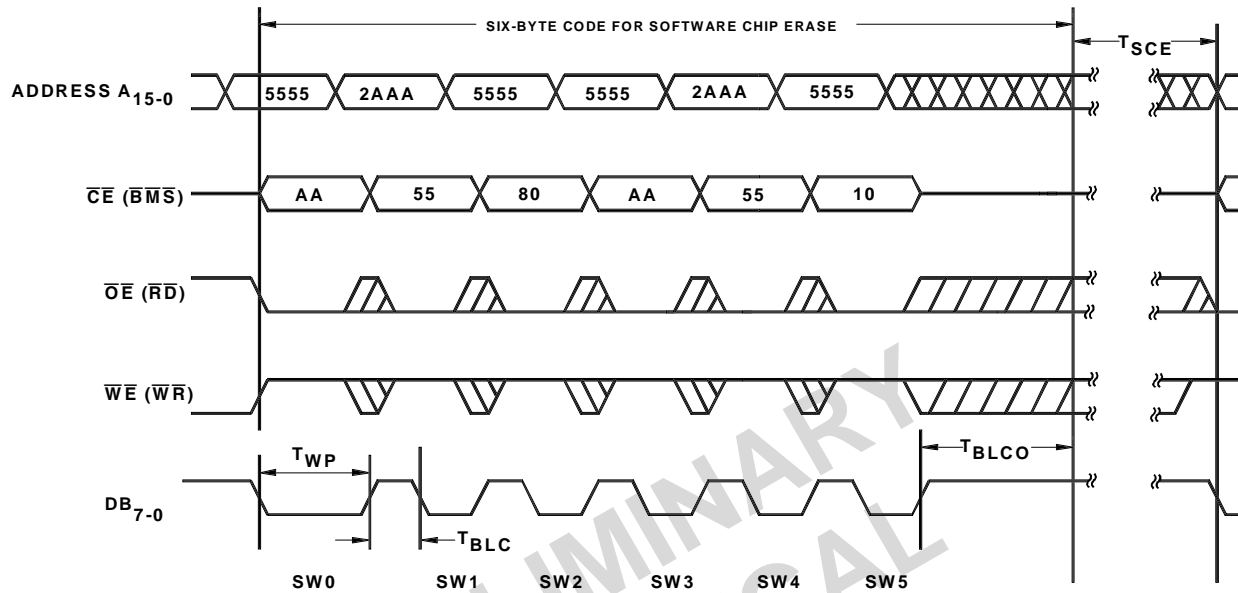 SIX-BYTE CODE FOR SOFTWARE CHIP ERASE
TSCE
ADDRESS A15-0
5555 2AAA 5555 5555 2AAA 5555
CE (BMS)
AA 55 80 AA 55 10
OE (RD)
WE (WR)
TWP
TBLCO
DB7-0
TBLC
SW0 SW1 SW2 SW3 SW4 SW5